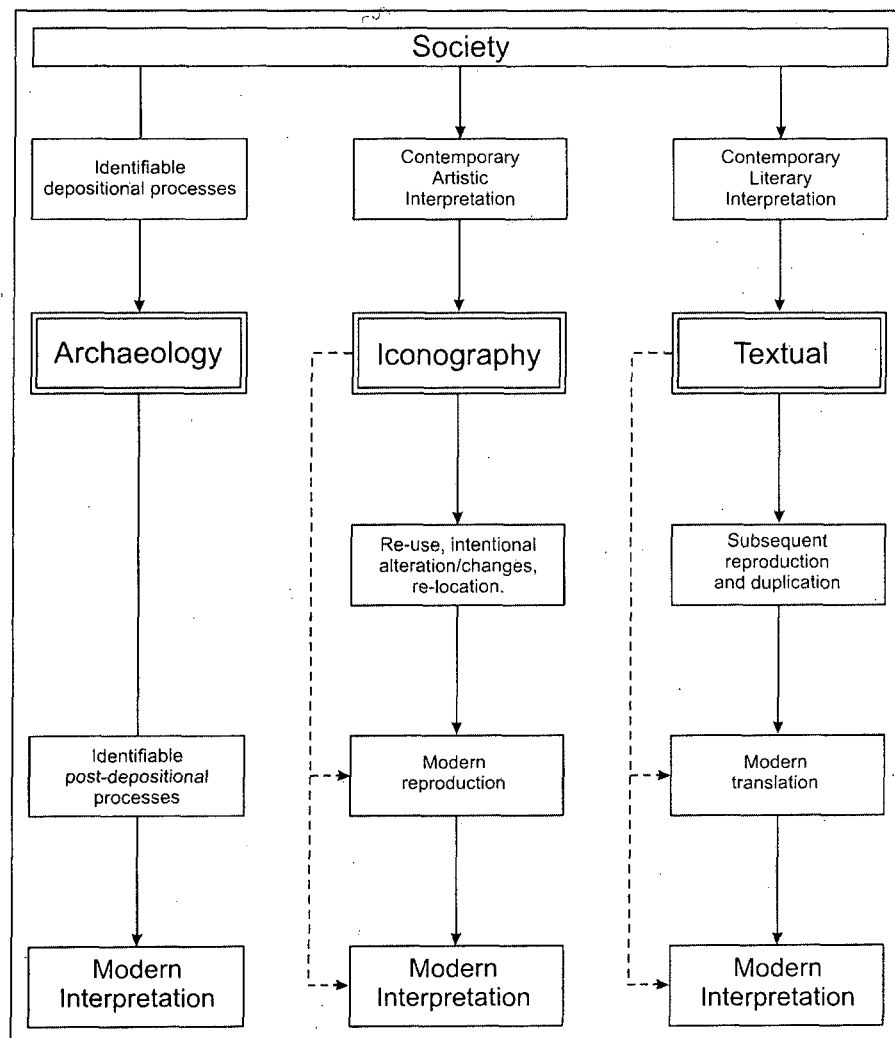 Society
Identifiable
depositional processes
Contemporary
Artistic
Interpretation
Contemporary
Literary
Interpretation
Archaeology
Iconography
Textual
Re-use, intentional
alteration/changes,
re-location.
Subsequent
reproduction
and duplication
Identifiable
post-depositional
processes
Modern
reproduction
Modern
translation
Modern
Interpretation
Modern
Interpretation
Modern
Interpretation